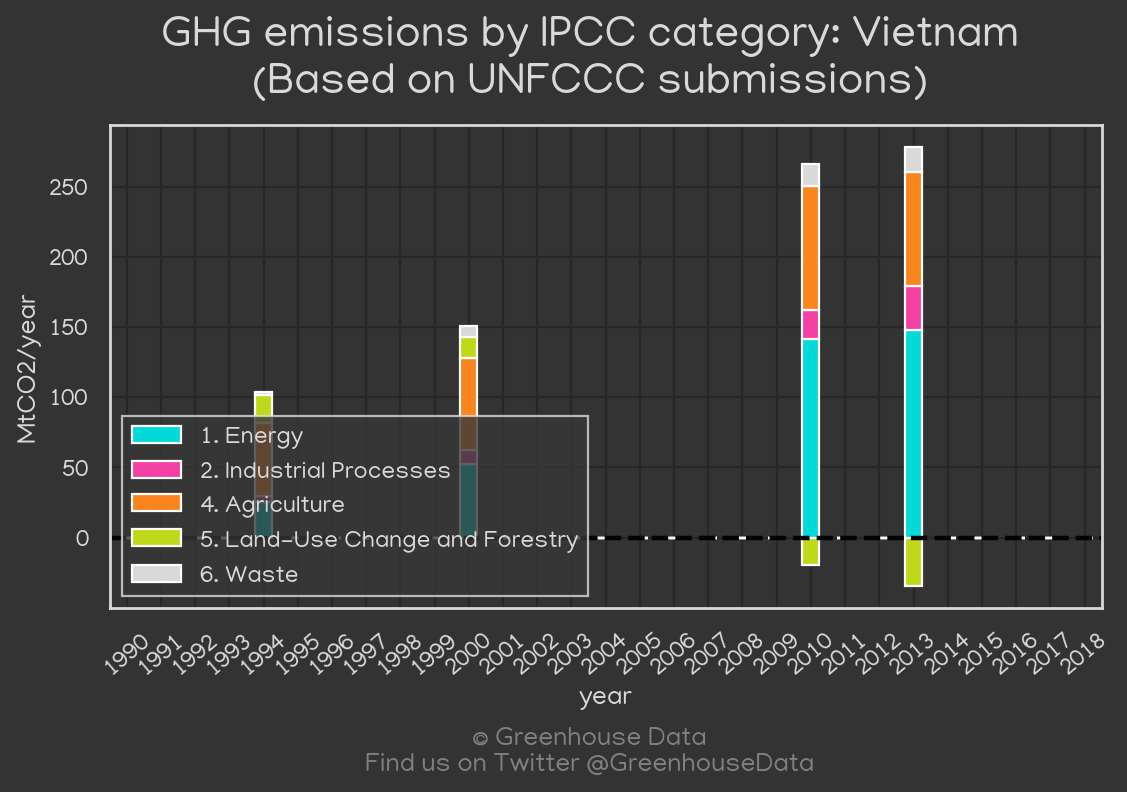 GHG emissions by IPCC category: Vietnam
(Based on UNFCCC submissions)
MtCO2/year
250
200
150
100
50
0
1. Energy
2. Industrial Processes
4. Agriculture
5. Land-Use Change and Forestry
6. Waste
1990 1991 1992 1993 1994 1995 1996 1997 1998 1999 2000 2001 2002 2003 2004 2005 2006 2007 2008 2009 2010 2011 2012 2013 2014 2015 2016 2017 2018
year
© Greenhouse Data
Find us on Twitter @GreenhouseData